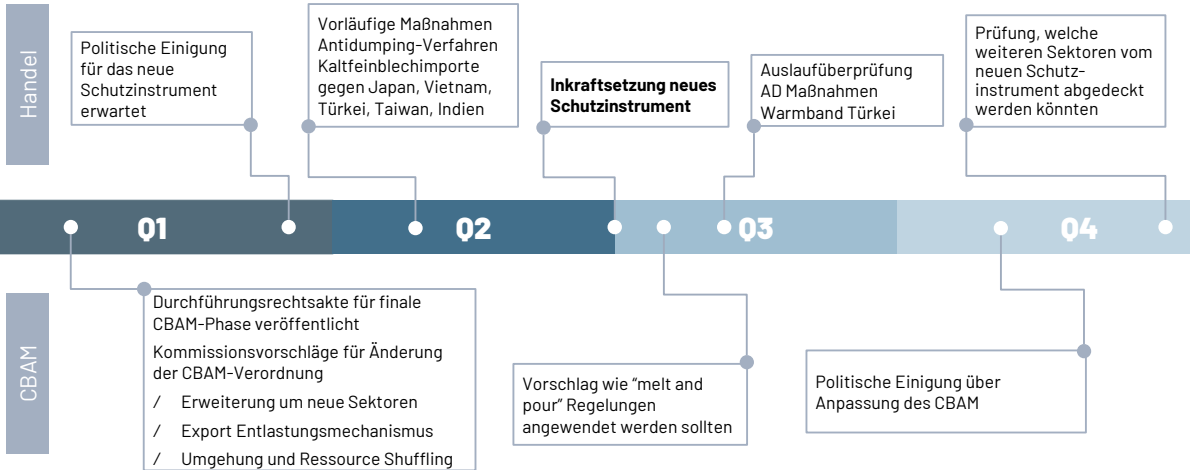 Handel
Politische Einigung
für das neue
Schutzinstrument
erwartet
Vorläufige Maßnahmen
Antidumping-Verfahren
Kaltfeinblechimporte
gegen Japan, Vietnam,
Türkei, Taiwan, Indien
Inkraftsetzung neues
Schutzinstrument
Auslaufüberprüfung
AD Maßnahmen
Warmband Türkei
Prüfung, welche
weiteren Sektoren vom
neuen Schutz-
instrument abgedeckt
werden könnten
Q1
Q2
Q3
Q4
CBAM
Durchführungsrechtsakte für finale
CBAM-Phase veröffentlicht
Kommissionsvorschläge für Änderung
der CBAM-Verordnung
/ Erweiterung um neue Sektoren
/ Export Entlastungsmechanismus
/ Umgehung und Ressource Shuffling
Vorschlag wie “melt and
pour” Regelungen
angewendet werden sollten
Politische Einigung über
Anpassung des CBAM